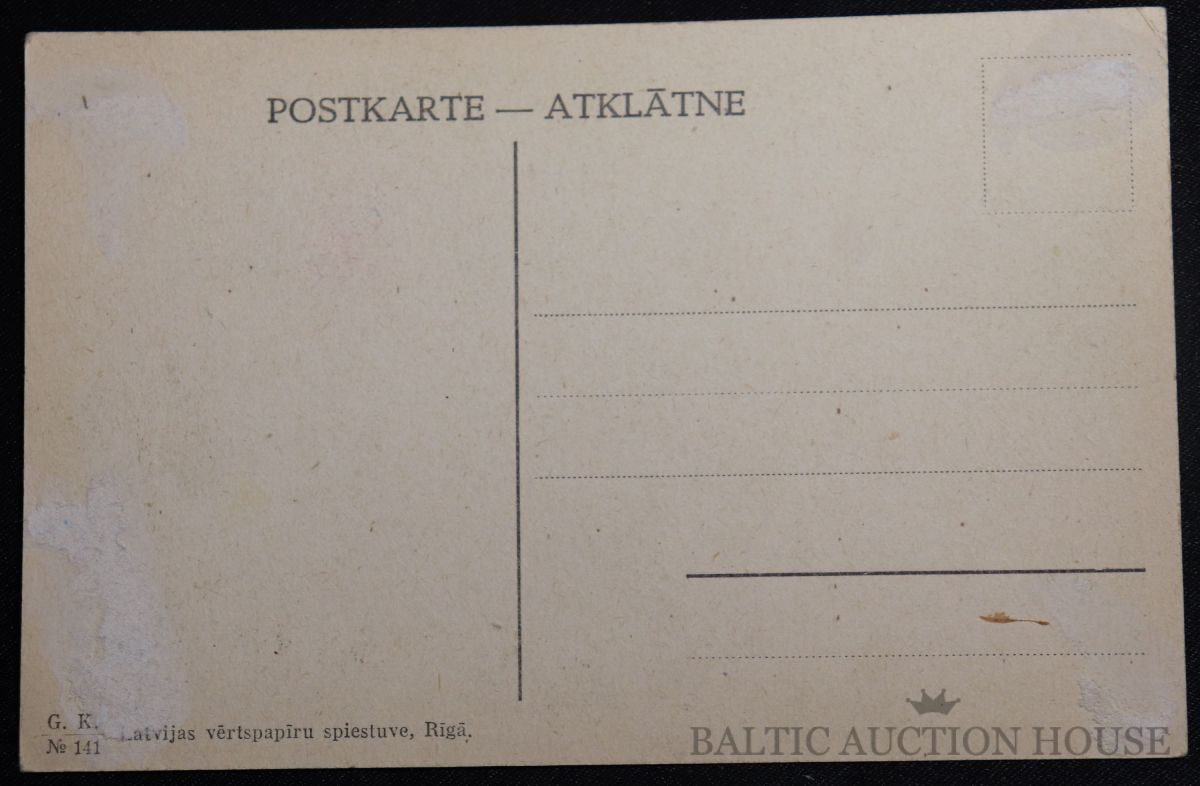 POSTKARTE — ATKLĀTNE
G. K.
№ 141
Latvijas vērtspapīru spiestuve, Rīgā.
BALTIC AUCTION HOUSE